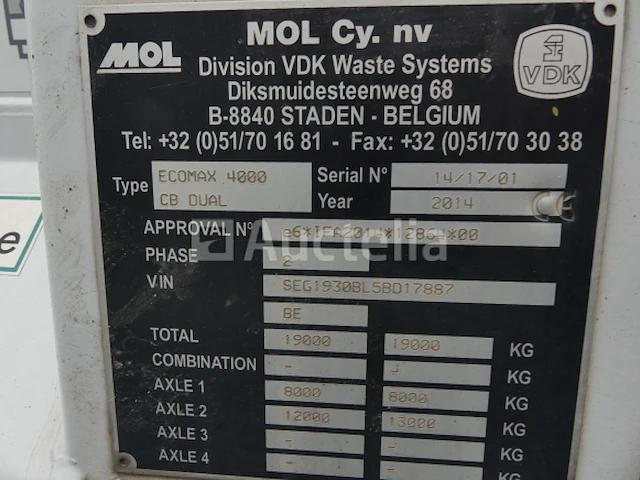 MOL
MOL Cy. nv
Division VDK Waste Systems
Diksmuidesteenweg 68
B-8840 STADEN - BELGIUM
VDK
Tel: +32 (0)51/70 16 81 - Fax: +32 (0)51/70 30 38
Type ECOMAX 4000 Serial N° 14/17/01
CB DUAL Year 2014 CE
APPROVAL N°
PHASE 2
VIN SEG1930BL5BD17887
BE
TOTAL 19000 19000 KG
COMBINATION - - KG
AXLE 1 8000 8000 KG
AXLE 2 12000 13000 KG
AXLE 3 - - KG
AXLE 4 - - KG
Auctelia
e